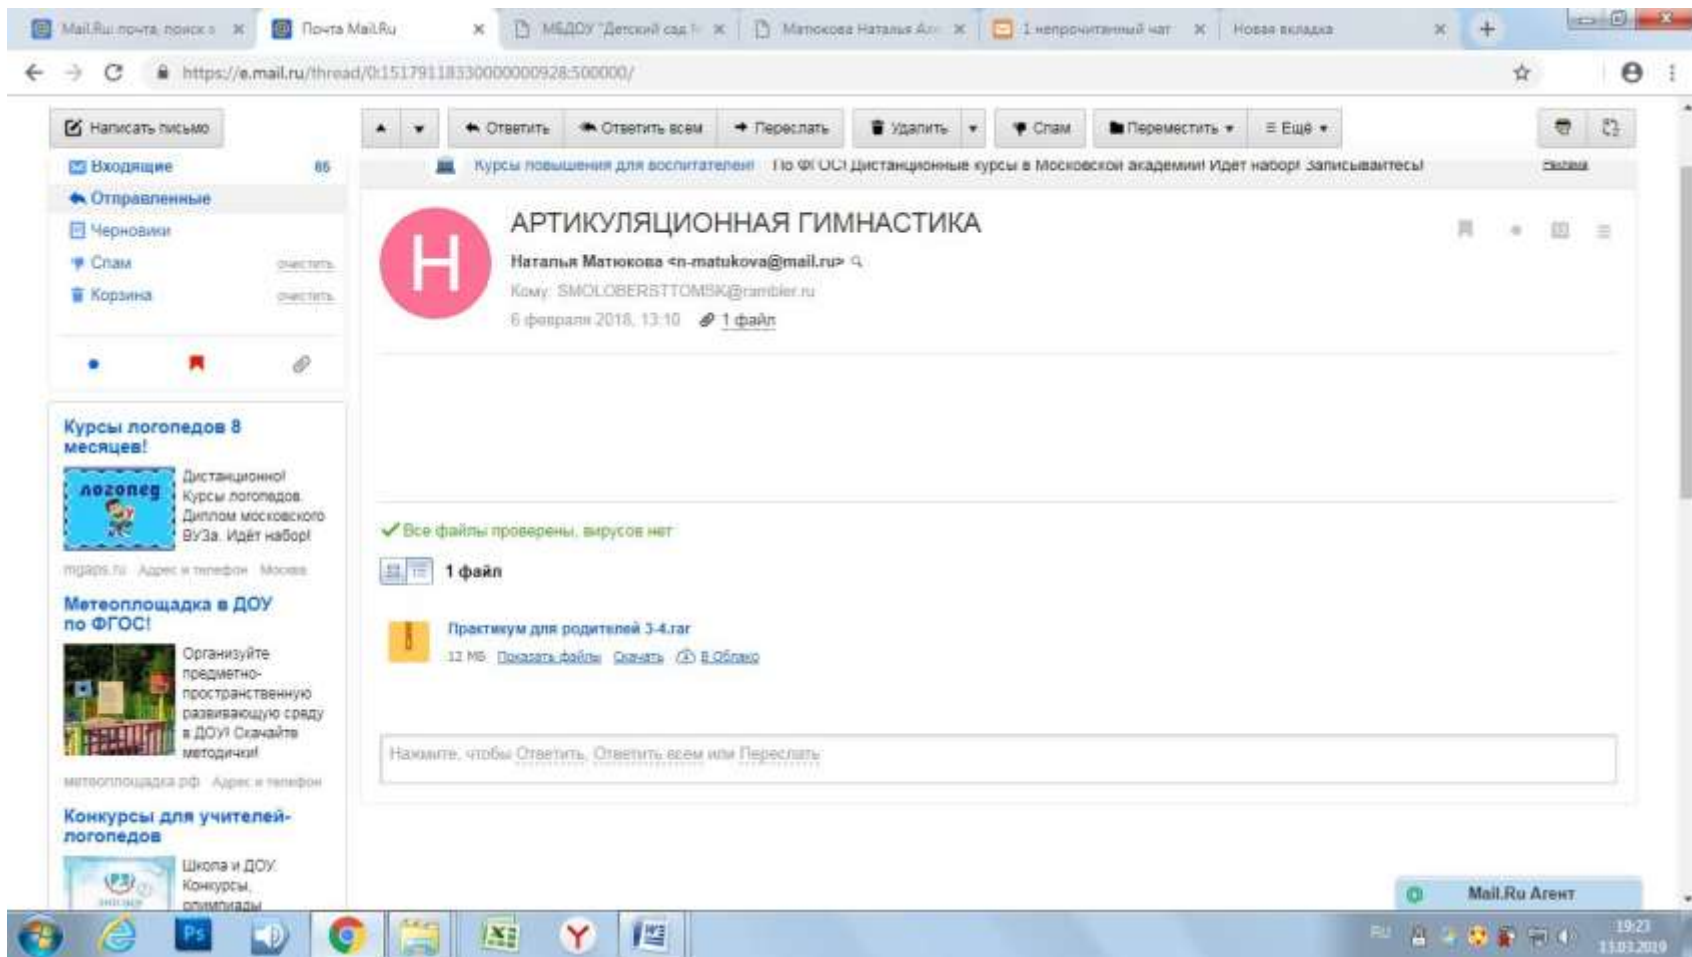 Mail.Ru: почта, поиск в
Почта Mail.Ru
МБДОУ "Детский сад
Матюкова Наталья Але
1 непрочитанный чат
Новая вкладка
https://e.mail.ru/thread/0:15179118330000000928:500000/
Написать письмо
Ответить
Ответить всем
Переслать
Удалить
Спам
Переместить
Ещё
Входящие 66
Отправленные
Черновики
Спам очистить
Корзина очистить
Курсы повышения для воспитателей! По ФГОС! Дистанционные курсы в Московской академии! Идёт набор! Записывайтесь!
Реклама
АРТИКУЛЯЦИОННАЯ ГИМНАСТИКА
Н
Наталья Матюкова <n-matukova@mail.ru>
Кому: SMOLOBERSTTOMSK@rambler.ru
6 февраля 2018, 13:10 1 файл
Курсы логопедов 8
месяцев!
логопед
Дистанционно!
Курсы логопедов.
Диплом московского
ВУЗа. Идёт набор!
mgaps.ru Адрес и телефон Москва
Метеоплощадка в ДОУ
по ФГОС!
Организуйте
предметно-
пространственную
развивающую среду
в ДОУ! Скачайте
методички!
метеоплощадка.рф Адрес и телефон
Конкурсы для учителей-
логопедов
Школа и ДОУ.
Конкурсы,
олимпиады
Все файлы проверены, вирусов нет
1 файл
Практикум для родителей 3-4.rar
12 МБ Показать файлы Скачать В Облако
Нажмите, чтобы Ответить, Ответить всем или Переслать
Mail.Ru Агент
Ps
RU
19:23
13.03.2019